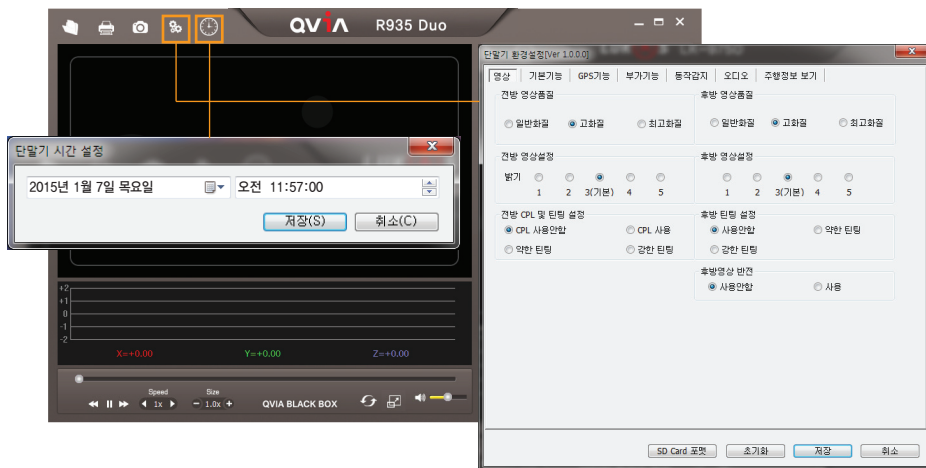 QVIA R935 Duo
단말기 환경설정[Ver 1.0.0.0]
영상 기본기능 GPS기능 부가기능 동작감지 오디오 주행정보 보기
전방 영상품질 후방 영상품질
일반화질 고화질 최고화질 일반화질 고화질 최고화질
단말기 시간 설정
2015년 1월 7일 목요일 오전 11:57:00
저장(S) 취소(C)
전방 영상설정 후방 영상설정
밝기
1 2 3(기본) 4 5 1 2 3(기본) 4 5
전방 CPL 및 틴팅 설정 후방 틴팅 설정
CPL 사용안함 CPL 사용 사용안함 약한 틴팅
약한 틴팅 강한 틴팅 강한 틴팅
후방영상 반전
사용안함 사용
+2
+1
0
-1
-2
X=+0.00 Y=+0.00 Z=+0.00
Speed Size
1x 1.0x QVIA BLACK BOX
SD Card 포맷 초기화 저장 취소